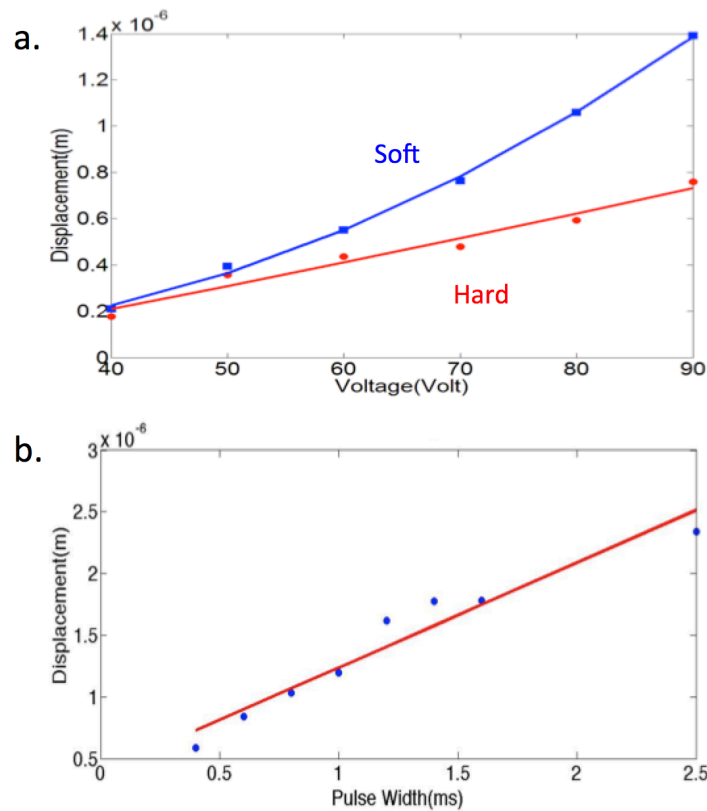 a.
x 10-6
1.4
1.2
1
0.8
0.6
0.4
0.2
0
Displacement(m)
Soft
Hard
40 50 60 70 80 90
Voltage(Volt)
b.
x 10-6
3
2.5
2
1.5
1
0.5
Displacement(m)
0 0.5 1 1.5 2 2.5
Pulse Width(ms)